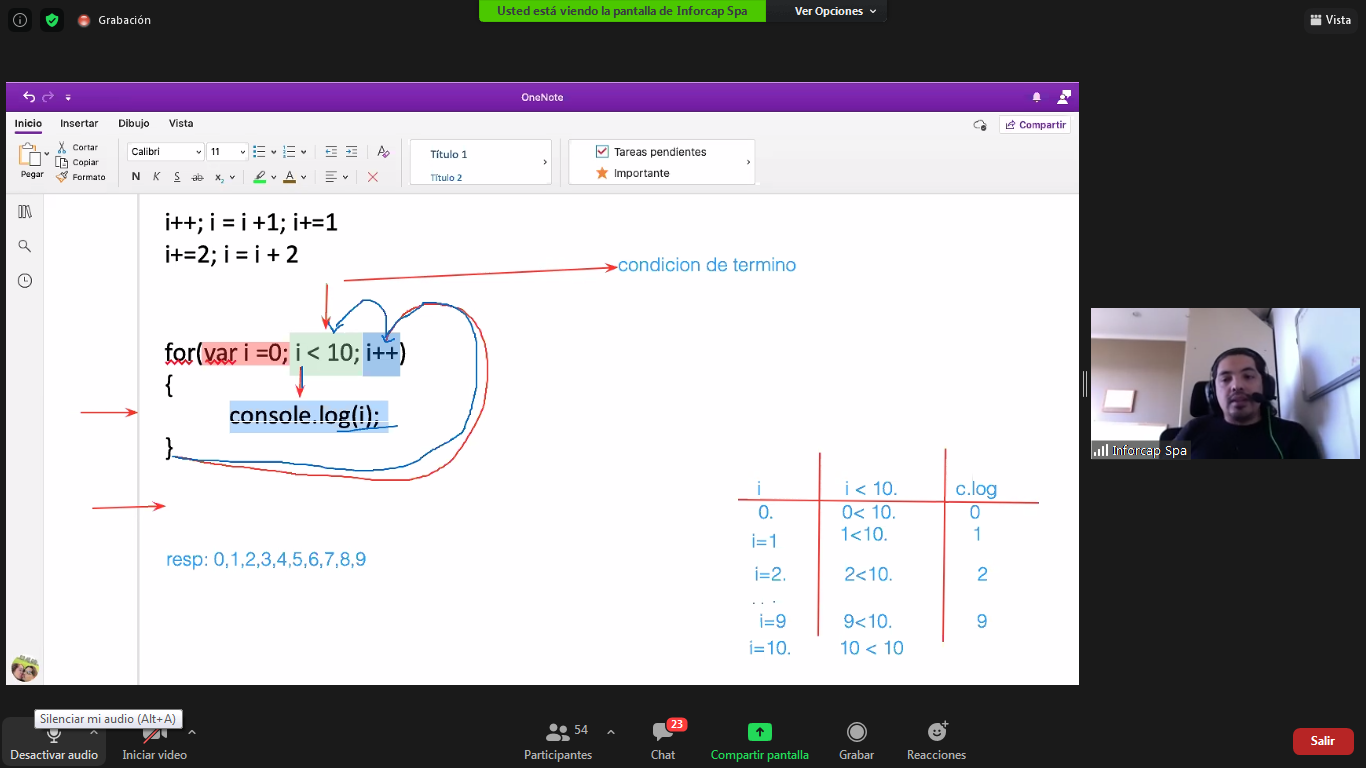 Grabación
Usted está viendo la pantalla de Inforcap Spa
Ver Opciones
Vista
OneNote
Inicio Insertar Dibujo Vista
Compartir
Pegar
Cortar
Copiar
Formato
Calibri 11
N K S ab x₂ A
Título 1
Título 2
Tareas pendientes
Importante
i++; i = i +1; i+=1
i+=2; i = i + 2
condicion de termino
for(var i =0; i < 10; i++)
{
console.log(i);
}
resp: 0,1,2,3,4,5,6,7,8,9
i i < 10. c.log
0. 0< 10. 0
i=1 1<10. 1
i=2. 2<10. 2
. . .
i=9 9<10. 9
i=10. 10 < 10
Inforcap Spa
Silenciar mi audio (Alt+A)
Desactivar audio
Iniciar video
Participantes 54
Chat 23
Compartir pantalla
Grabar
Reacciones
Salir